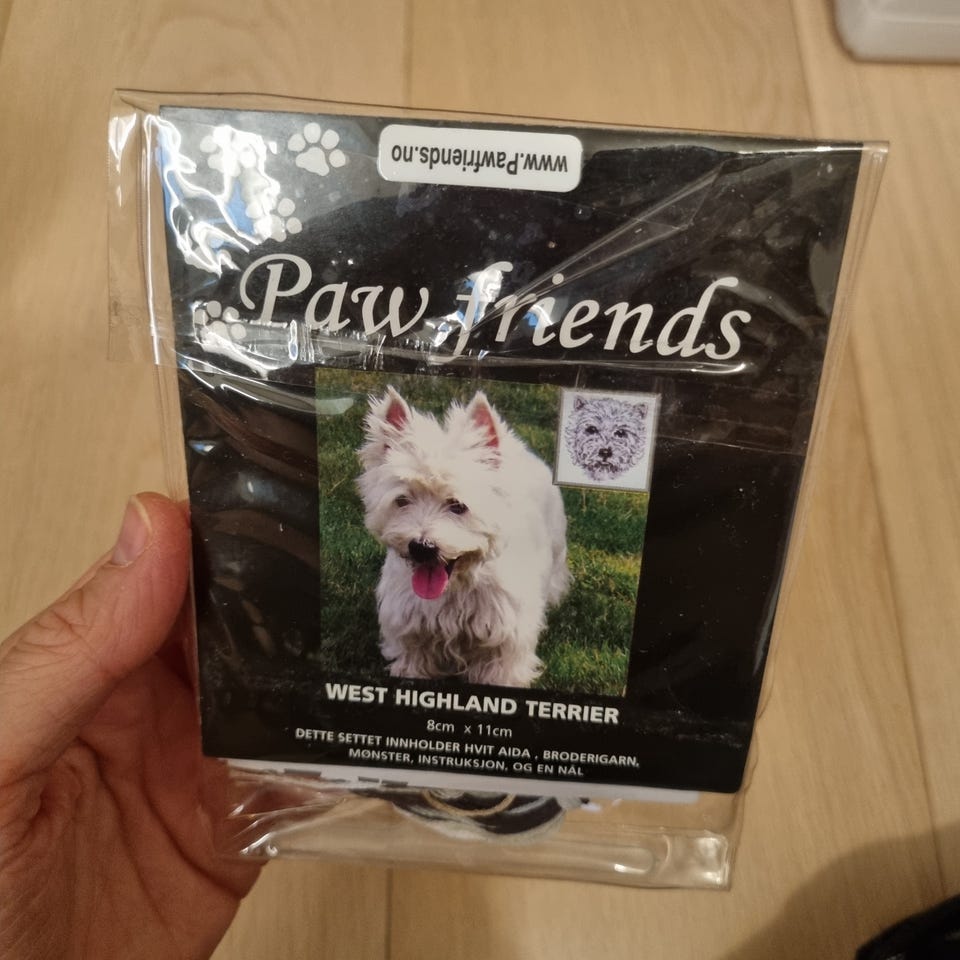 www.Pawfriends.no
Paw friends
WEST HIGHLAND TERRIER
8cm x 11cm
DETTE SETTET INNHOLDER HVIT AIDA , BRODERIGARN,
MØNSTER, INSTRUKSJON, OG EN NÅL